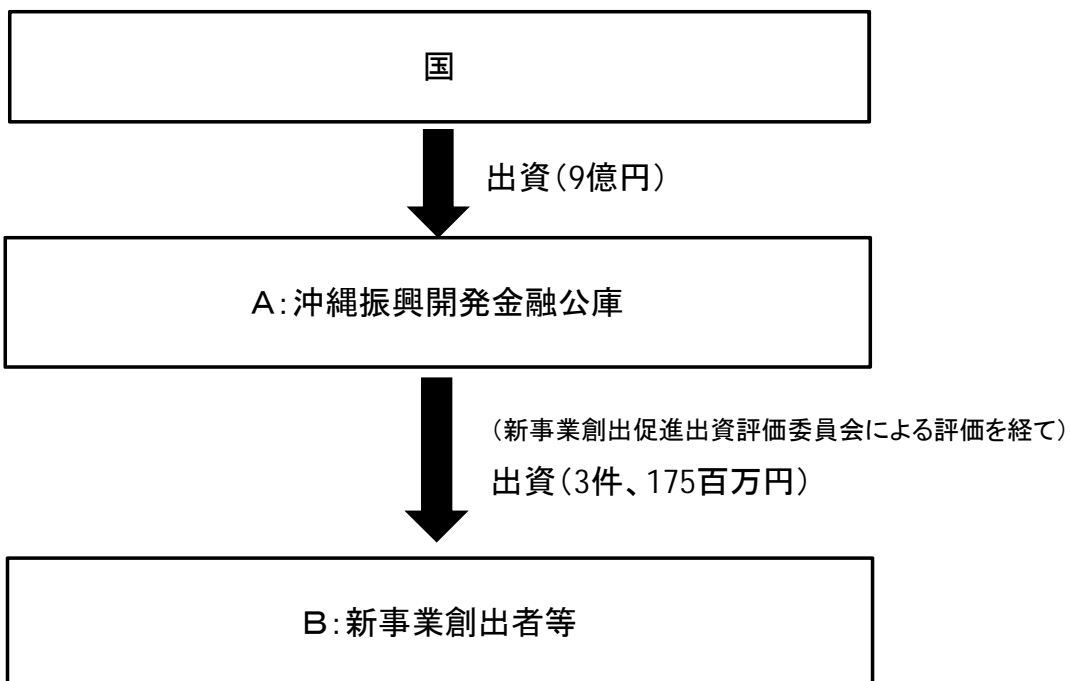 国
出資（9億円）
A：沖縄振興開発金融公庫
（新事業創出促進出資評価委員会による評価を経て）
出資（3件、175百万円）
B：新事業創出者等